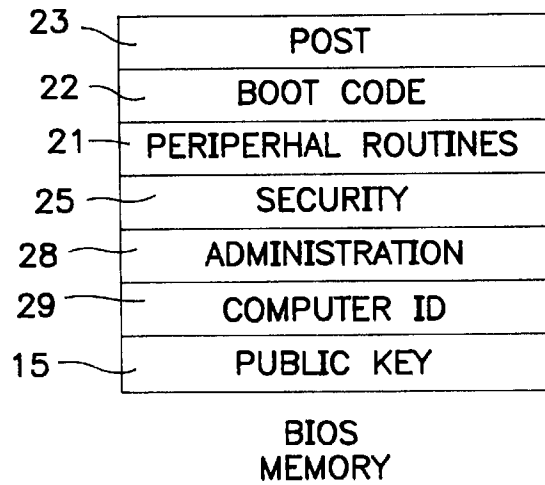 23 POST
22 BOOT CODE
21 PERIPERHAL ROUTINES
25 SECURITY
28 ADMINISTRATION
29 COMPUTER ID
15 PUBLIC KEY
BIOS
MEMORY